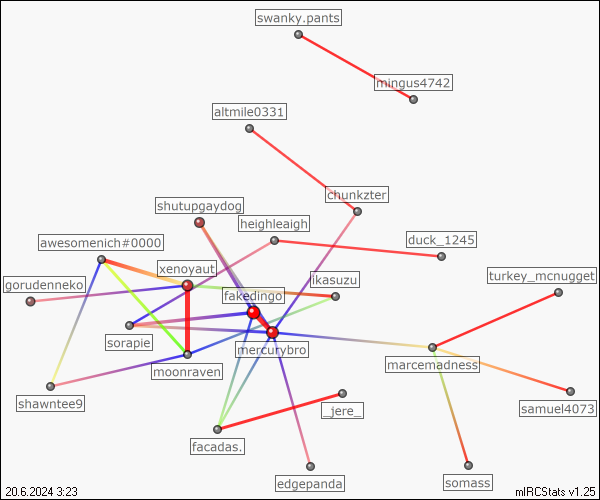 swanky.pants
mingus4742
altmile0331
chunkzter
shutupgaydog
heighleaigh
awesomenich#0000
duck_1245
xenoyaut
turkey_mcnugget
gorudenneko
ikasuzu
fakedingo
sorapie
mercurybro
moonraven
marcemadness
shawntee9
_jere_
samuel4073
facadas.
edgepanda
somass
20.6.2024 3:23
mIRCStats v1.25